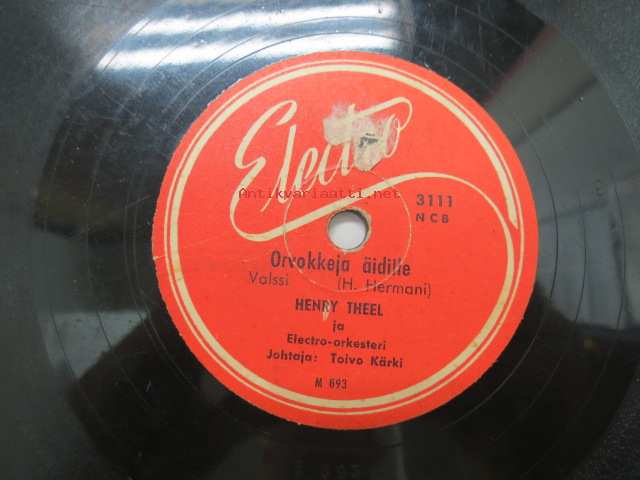 Electro
Antikvariaatti.net
3111
NCB
Orvokkeja äidille
Valssi (H. Hermani)
HENRY THEEL
ja
Electro-orkesteri
Johtaja: Toivo Kärki
M 693